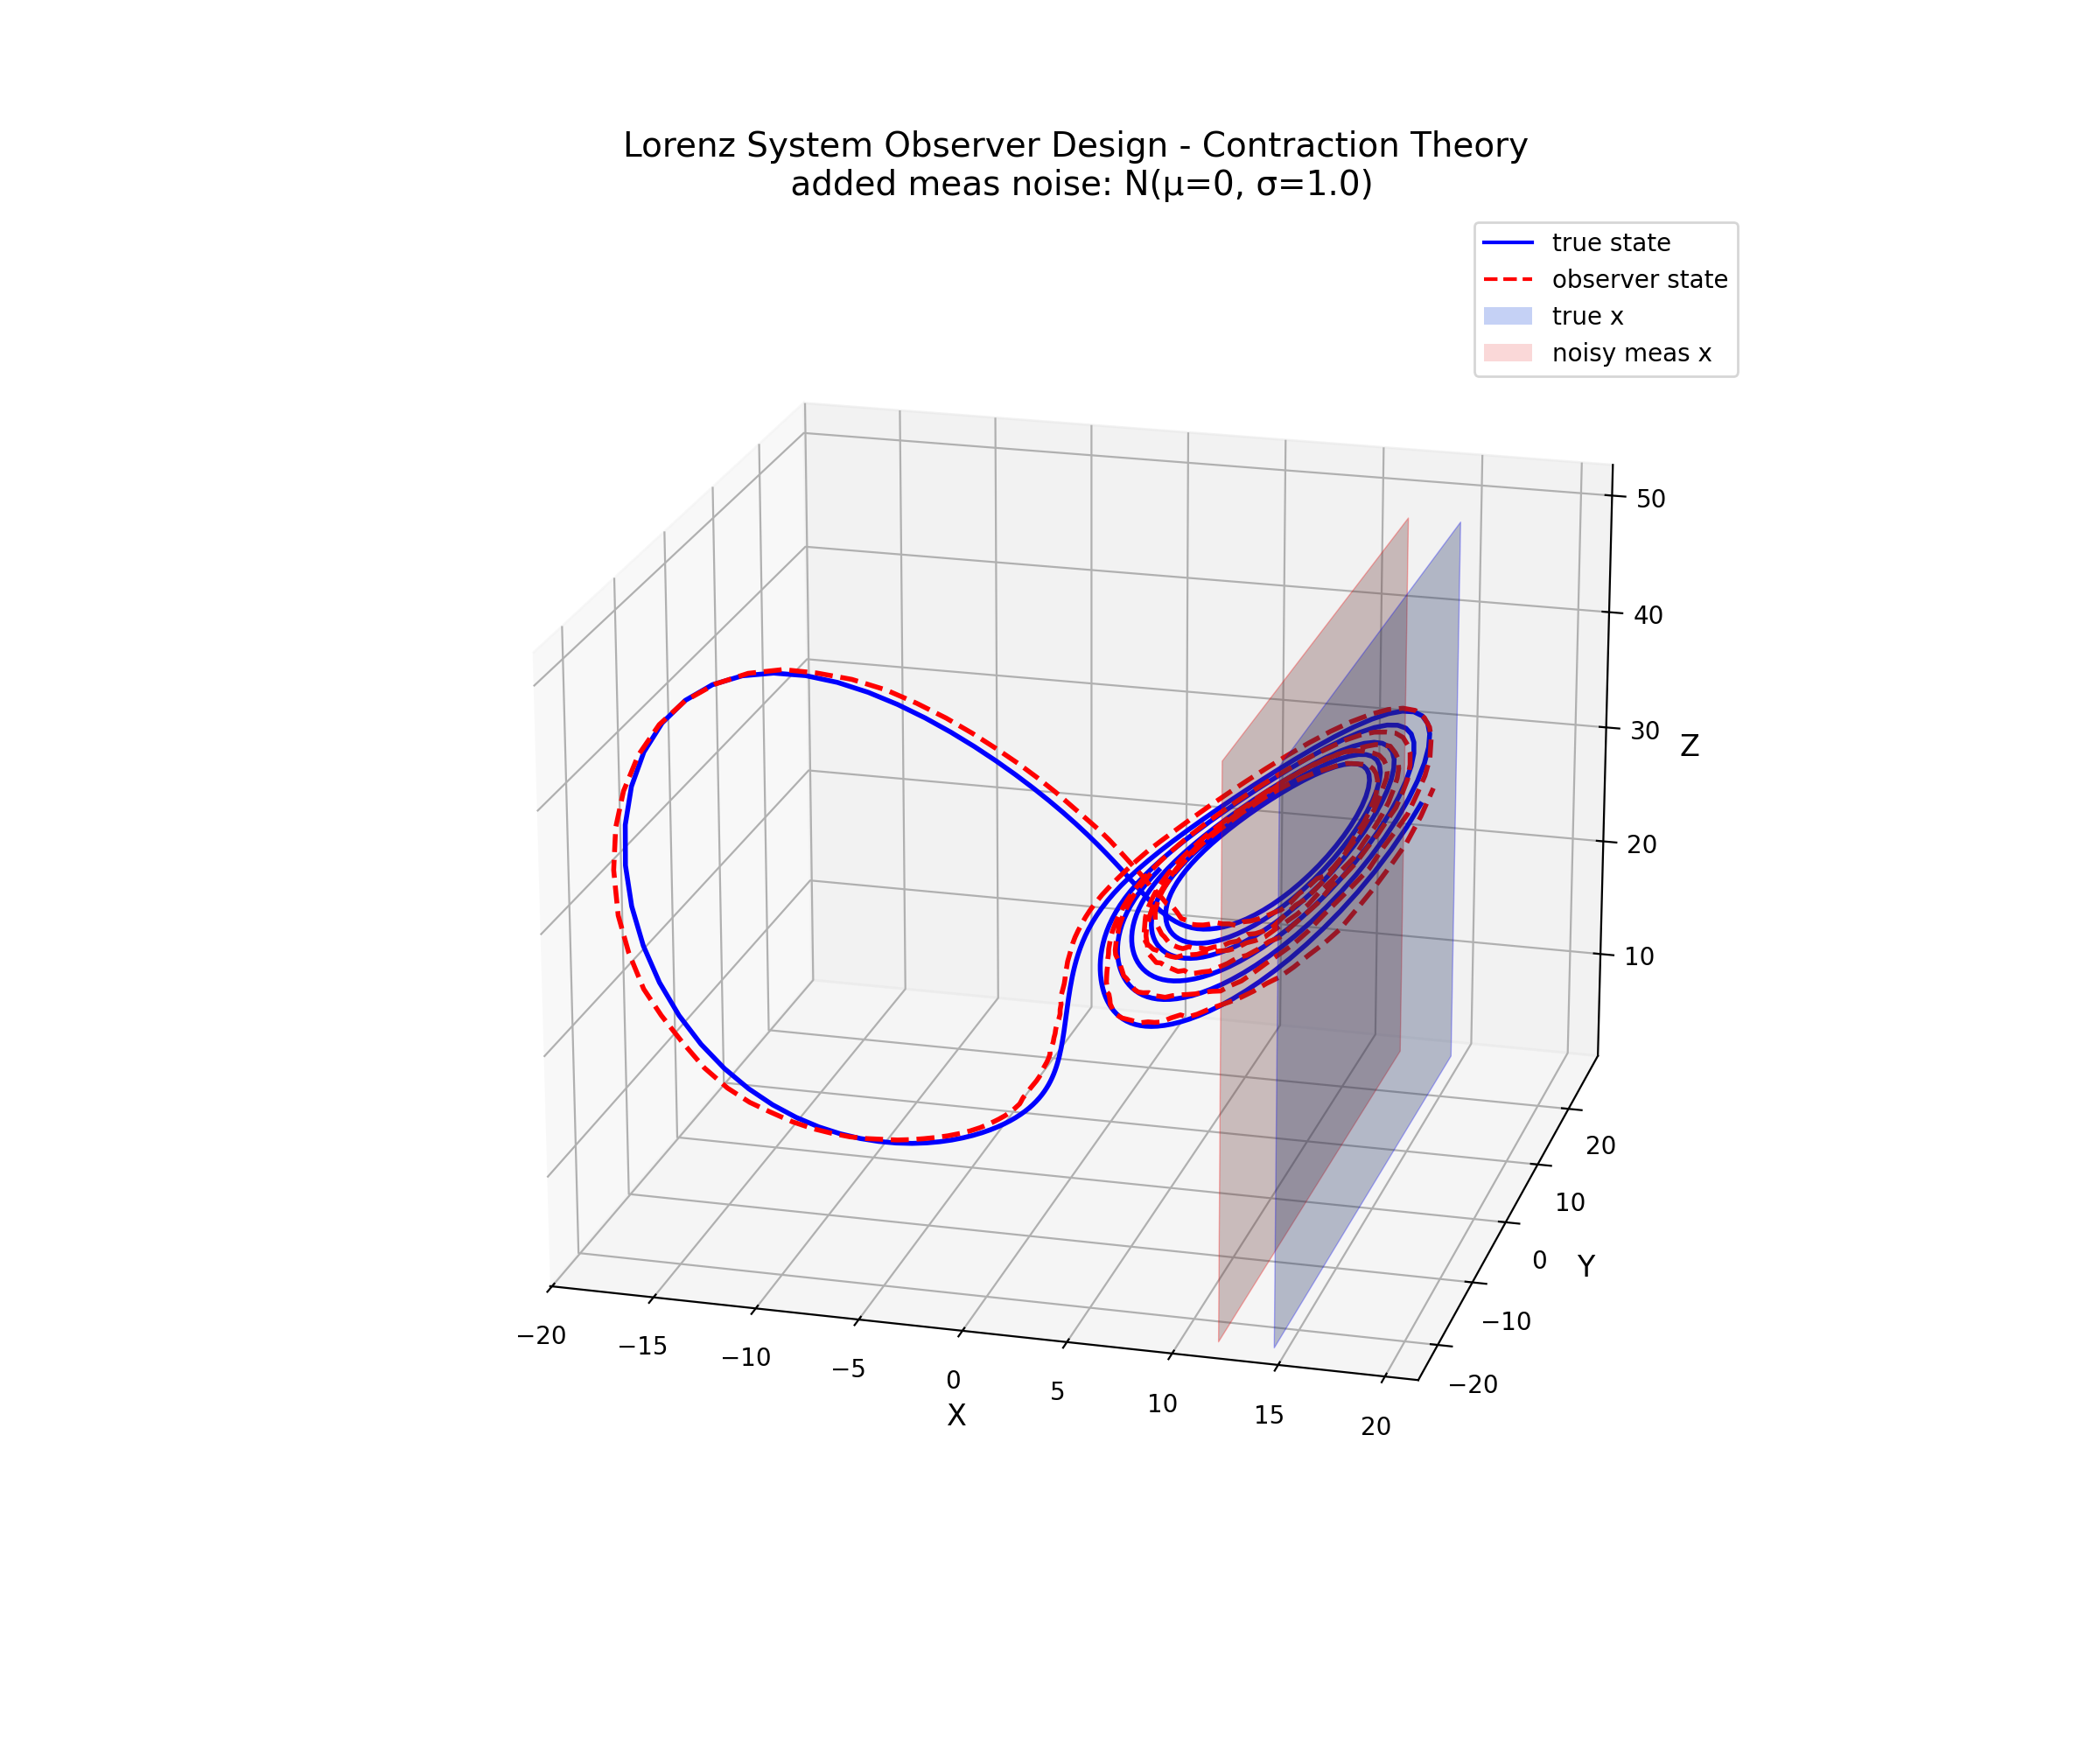 Lorenz System Observer Design - Contraction Theory
added meas noise: N(μ=0, σ=1.0)
true state
observer state
true x
noisy meas x
50
40
30
Z
20
10
20
10
0
Y
−10
−20
−20
−15
−10
−5
0
5
10
15
20
X